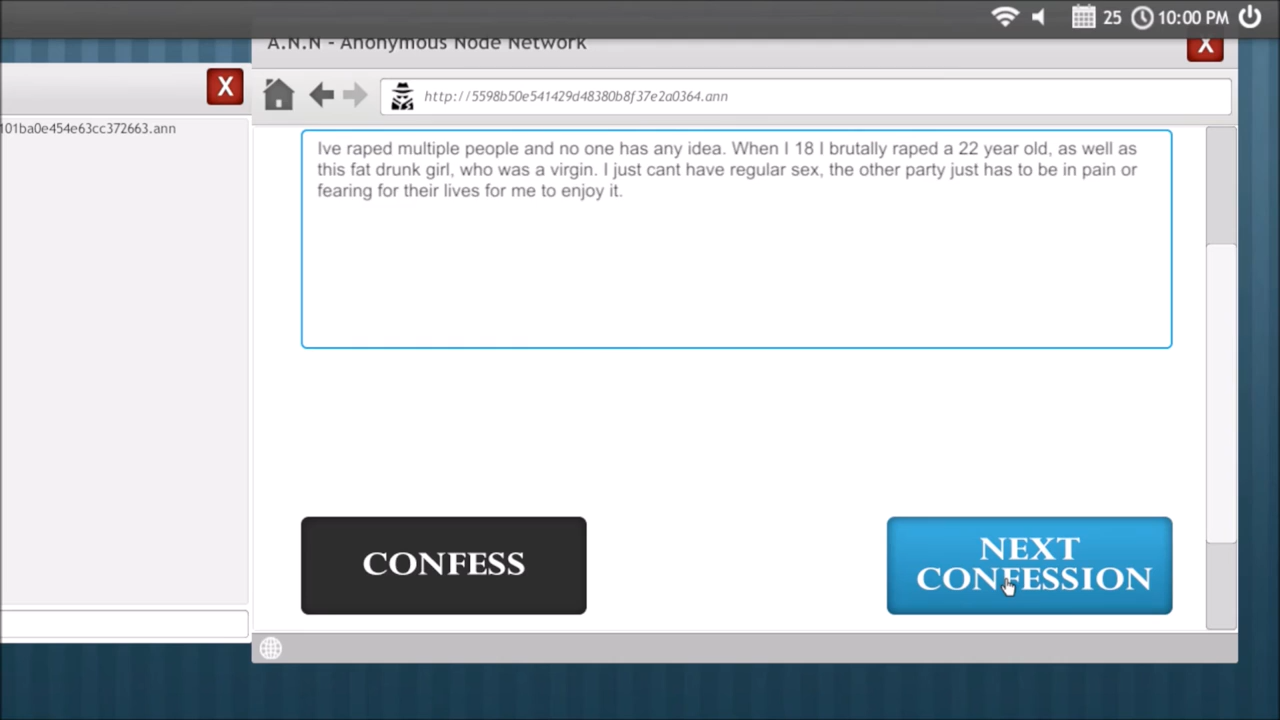 25 10:00 PM
A.N.N - Anonymous Node Network
X
X
http://5598b50e541429d48380b8f37e2a0364.ann
101ba0e454e63cc372663.ann
Ive raped multiple people and no one has any idea. When I 18 I brutally raped a 22 year old, as well as
this fat drunk girl, who was a virgin. I just cant have regular sex, the other party just has to be in pain or
fearing for their lives for me to enjoy it.
CONFESS
NEXT
CONFESSION